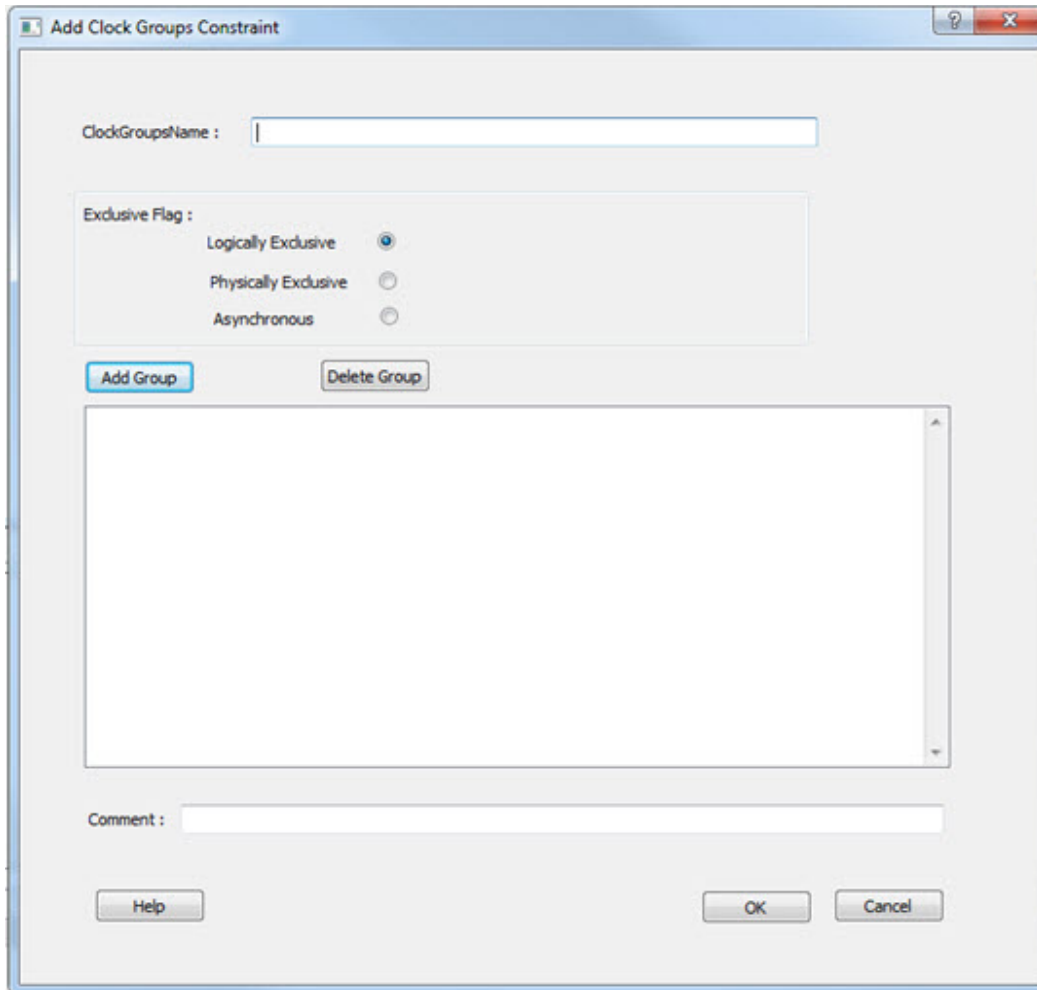 Add Clock Groups Constraint
?
ClockGroupsName :
Exclusive Flag :
Logically Exclusive
Physically Exclusive
Asynchronous
Add Group
Delete Group
Comment :
Help
OK
Cancel